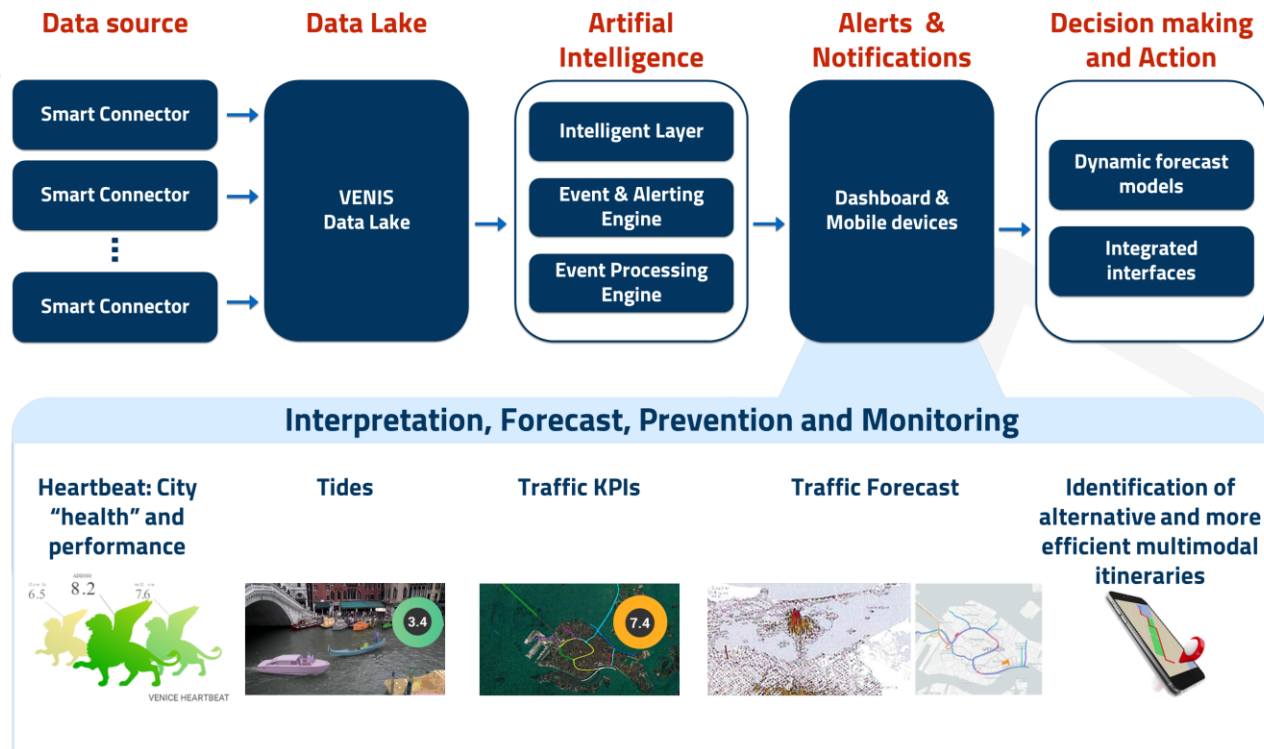 Data source
Data Lake
Artifial
Intelligence
Alerts &
Notifications
Decision making
and Action
Smart Connector
Smart Connector
Smart Connector
VENIS
Data Lake
Intelligent Layer
Event & Alerting
Engine
Event Processing
Engine
Dashboard &
Mobile devices
Dynamic forecast
models
Integrated
interfaces
Interpretation, Forecast, Prevention and Monitoring
Heartbeat: City
“health” and
performance
Tides
Traffic KPIs
Traffic Forecast
Identification of
alternative and more
efficient multimodal
itineraries
6.5
8.2
7.6
VENICE HEARTBEAT
3.4
7.4